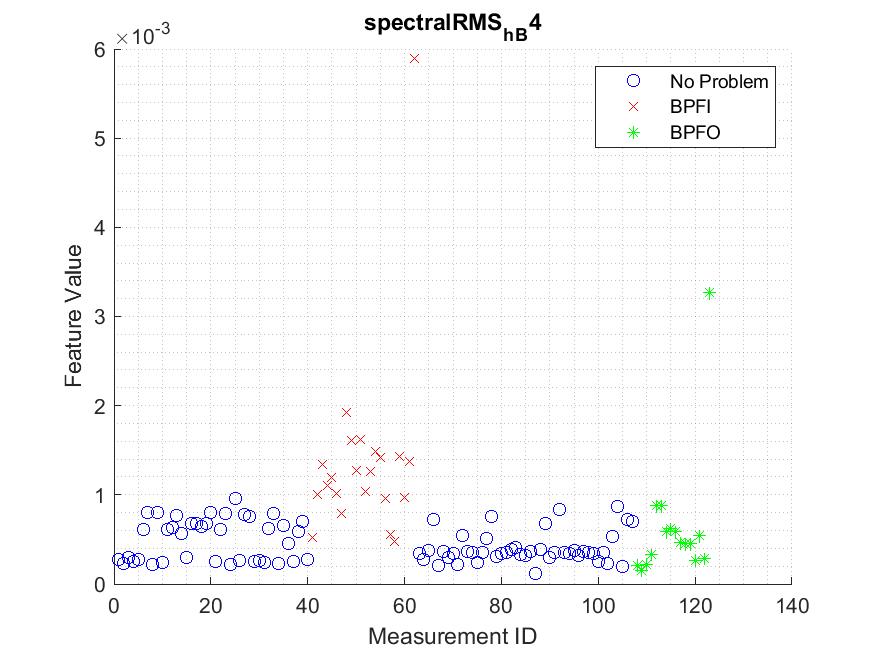 spectralRMS_hB4
×10^-3
6
5
4
3
2
1
0
Feature Value
0 20 40 60 80 100 120 140
Measurement ID
No Problem
BPFI
BPFO